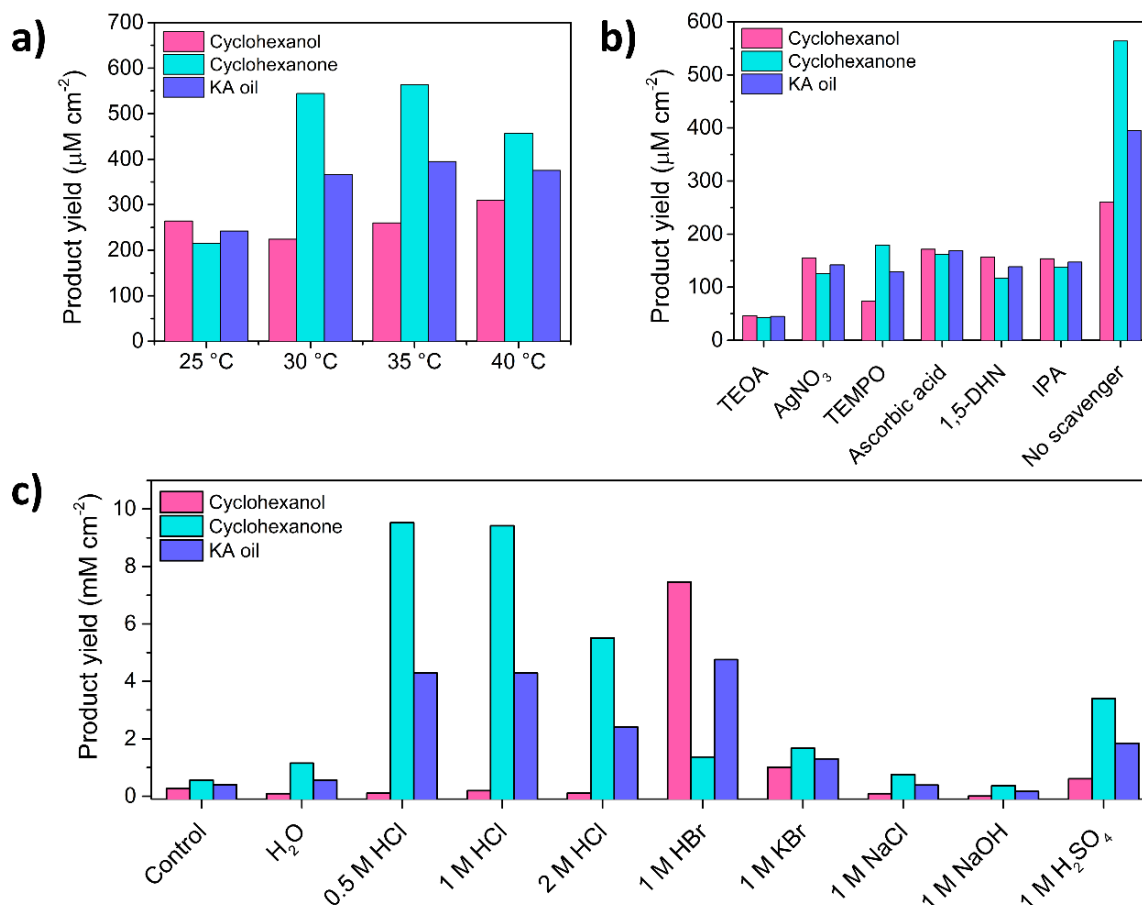 a)
700
600
500
400
300
200
100
0
Product yield (μM cm⁻²)
Cyclohexanol
Cyclohexanone
KA oil
25 °C 30 °C 35 °C 40 °C
b)
600
500
400
300
200
100
0
Product yield (μM cm⁻²)
Cyclohexanol
Cyclohexanone
KA oil
TEOA
AgNO₃
TEMPO
Ascorbic acid
1,5-DHN
IPA
No scavenger
c)
10
8
6
4
2
0
Product yield (mM cm⁻²)
Cyclohexanol
Cyclohexanone
KA oil
Control
H₂O
0.5 M HCl
1 M HCl
2 M HCl
1 M HBr
1 M KBr
1 M NaCl
1 M NaOH
1 M H₂SO₄